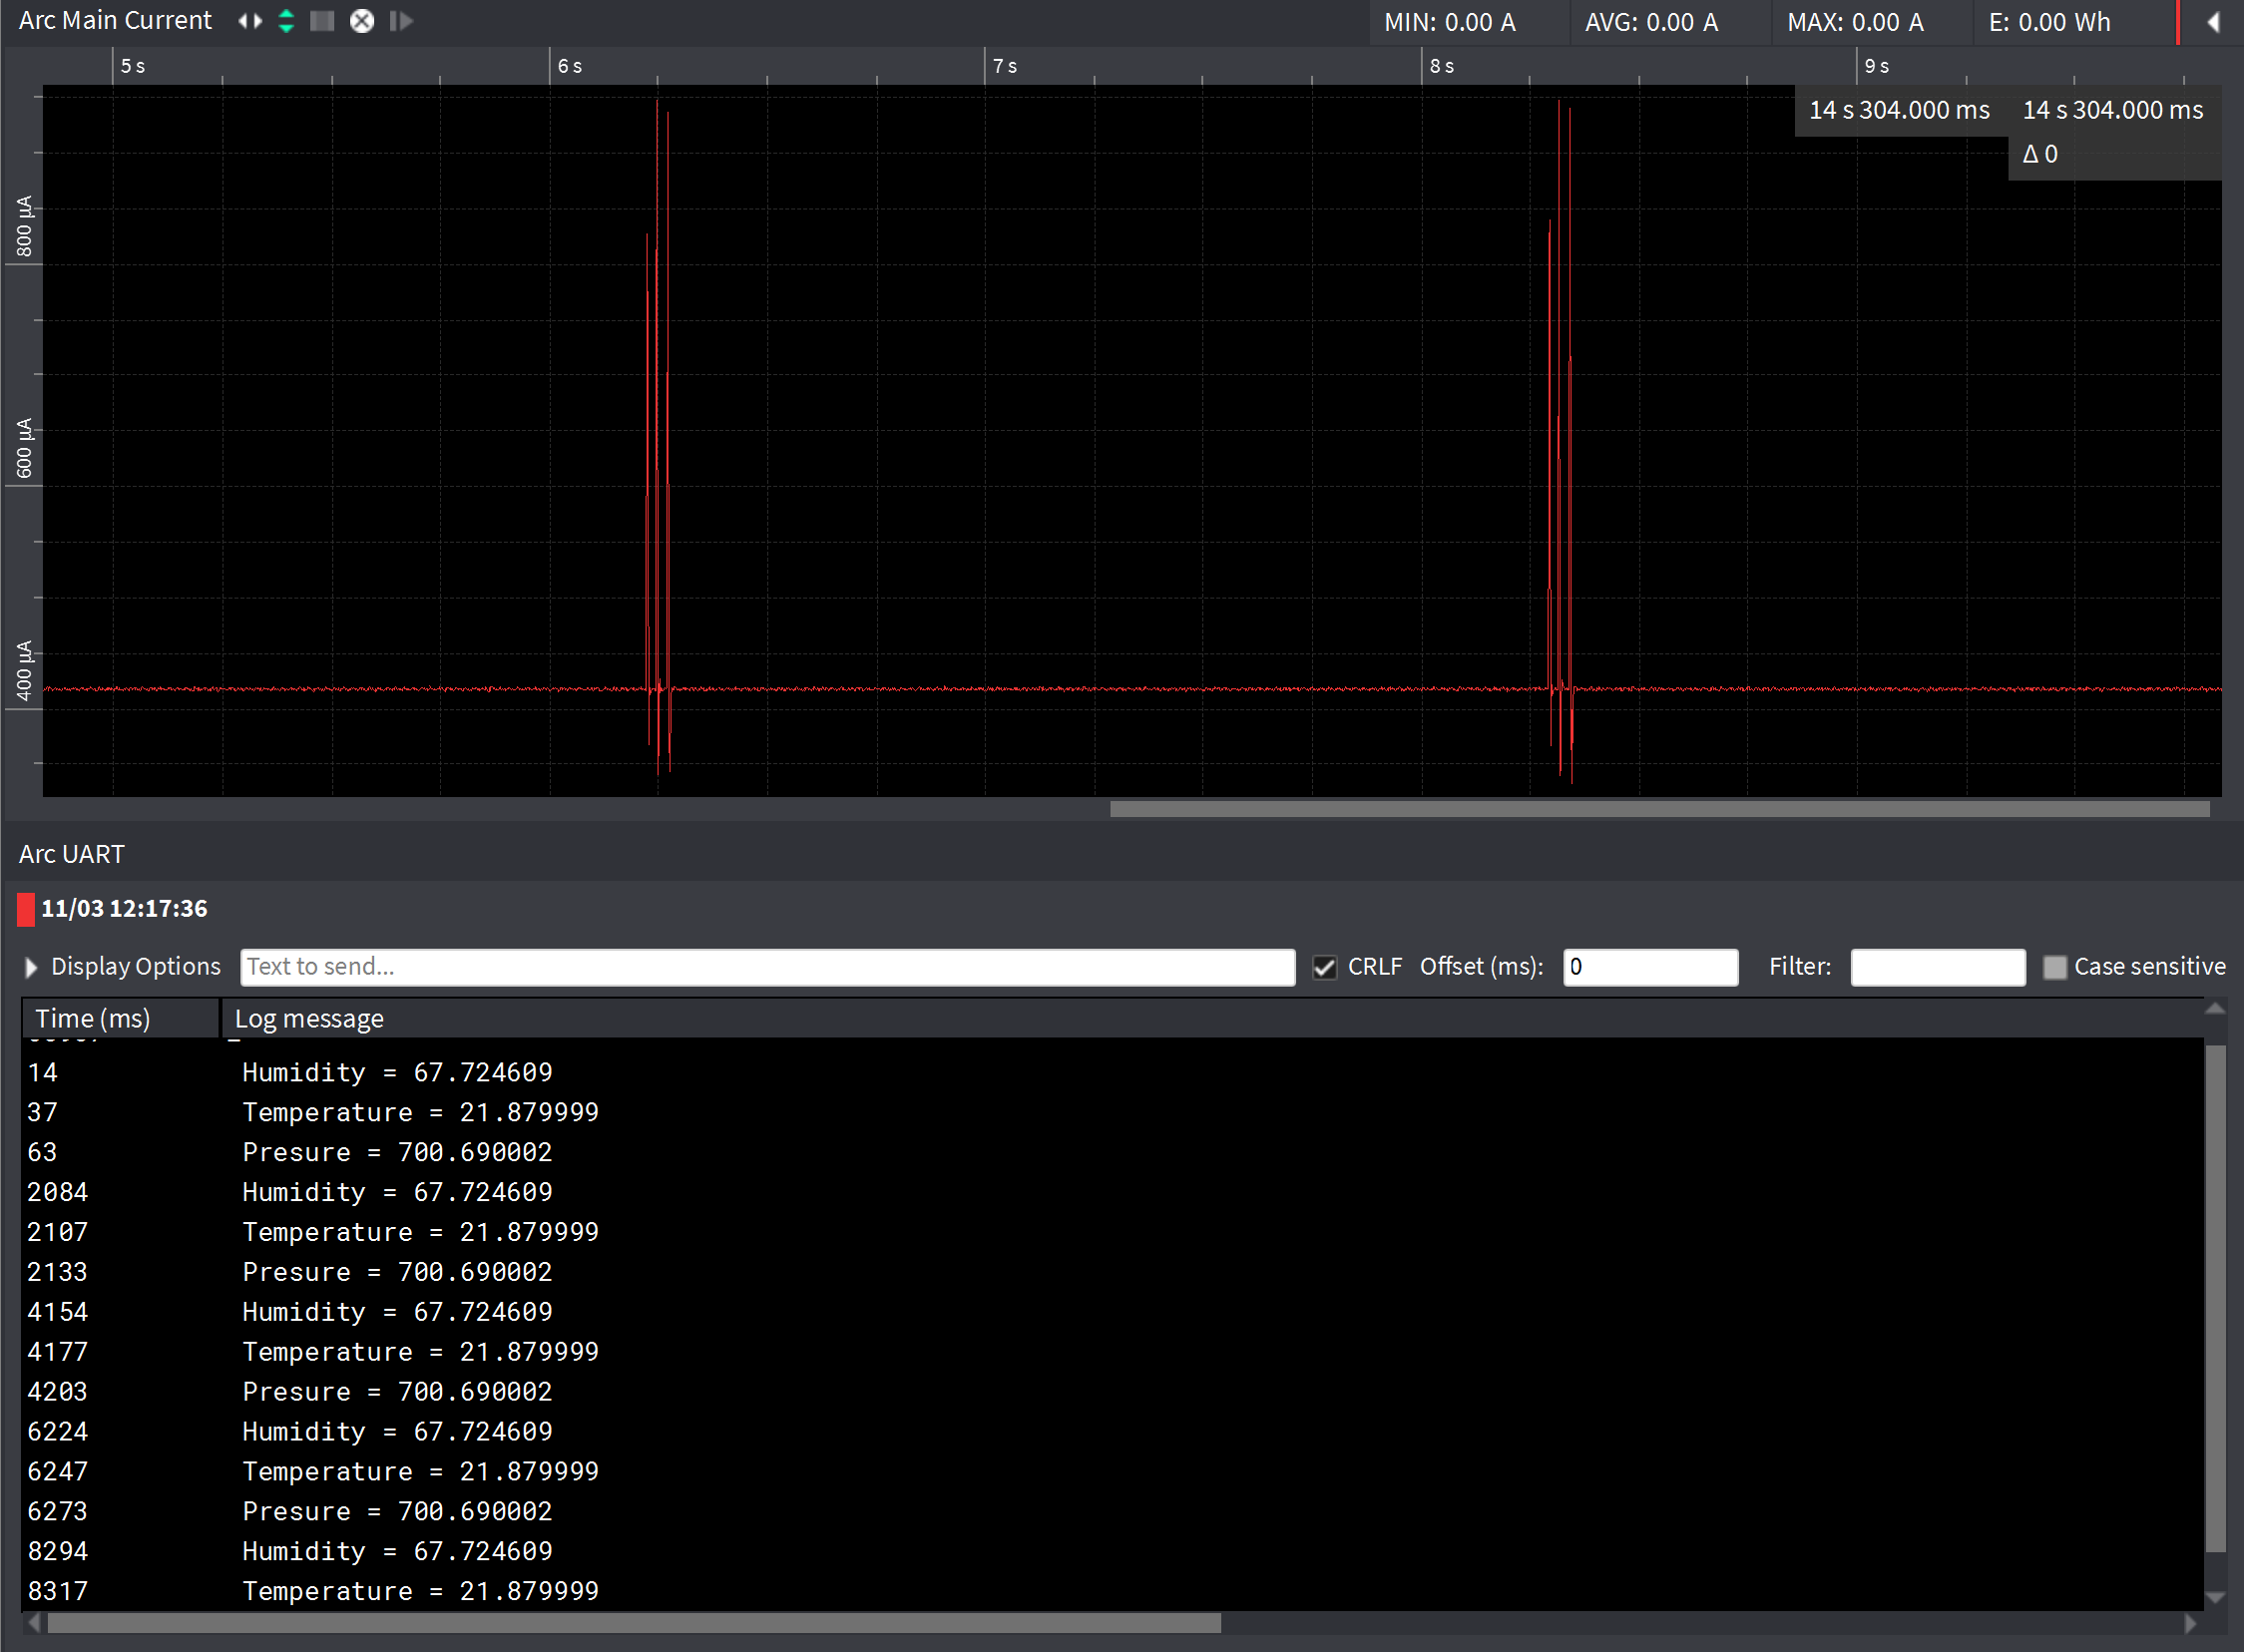 Arc Main Current MIN: 0.00 A AVG: 0.00 A MAX: 0.00 A E: 0.00 Wh
5 s 6 s 7 s 8 s 9 s
14 s 304.000 ms 14 s 304.000 ms
Δ 0
800 µA
600 µA
400 µA
Arc UART
11/03 12:17:36
Display Options Text to send... CRLF Offset (ms): 0 Filter: Case sensitive
Time (ms) Log message
14 Humidity = 67.724609
37 Temperature = 21.879999
63 Presure = 700.690002
2084 Humidity = 67.724609
2107 Temperature = 21.879999
2133 Presure = 700.690002
4154 Humidity = 67.724609
4177 Temperature = 21.879999
4203 Presure = 700.690002
6224 Humidity = 67.724609
6247 Temperature = 21.879999
6273 Presure = 700.690002
8294 Humidity = 67.724609
8317 Temperature = 21.879999